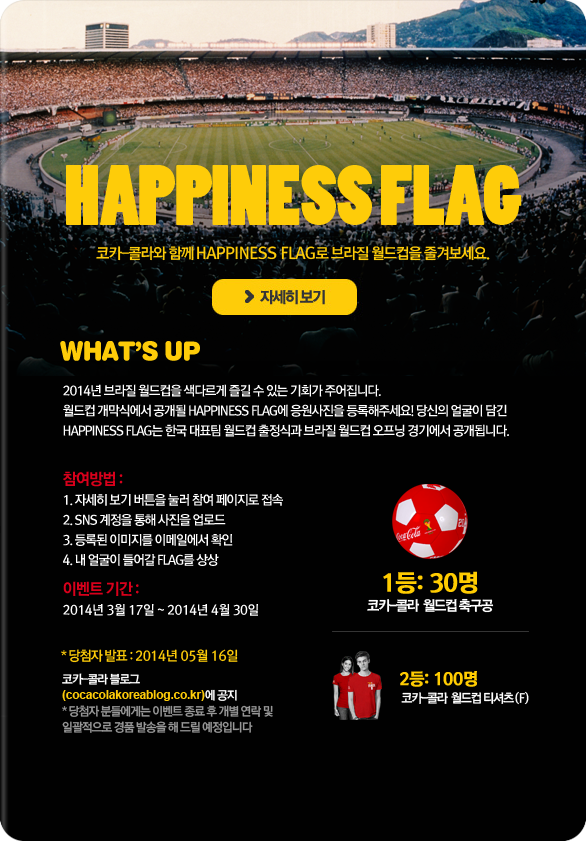 HAPPINESS FLAG
코카-콜라와 함께 HAPPINESS FLAG로 브라질 월드컵을 즐겨보세요.
자세히 보기
WHAT'S UP
2014년 브라질 월드컵을 색다르게 즐길 수 있는 기회가 주어집니다.
월드컵 개막식에서 공개될 HAPPINESS FLAG에 응원사진을 등록해주세요! 당신의 얼굴이 담긴
HAPPINESS FLAG는 한국 대표팀 월드컵 출정식과 브라질 월드컵 오프닝 경기에서 공개됩니다.
참여방법 :
1. 자세히 보기 버튼을 눌러 참여 페이지로 접속
2. SNS 계정을 통해 사진을 업로드
3. 등록된 이미지를 이메일에서 확인
4. 내 얼굴이 들어갈 FLAG를 상상
이벤트 기간 :
2014년 3월 17일 ~ 2014년 4월 30일
* 당첨자 발표 : 2014년 05월 16일
코카-콜라 블로그
(cocacolakoreablog.co.kr)에 공지
* 당첨자 분들에게는 이벤트 종료 후 개별 연락 및
일괄적으로 경품 발송을 해 드릴 예정입니다
Coca-Cola
1등: 30명
코카-콜라 월드컵 축구공
2등: 100명
코카-콜라 월드컵 티셔츠 (F)